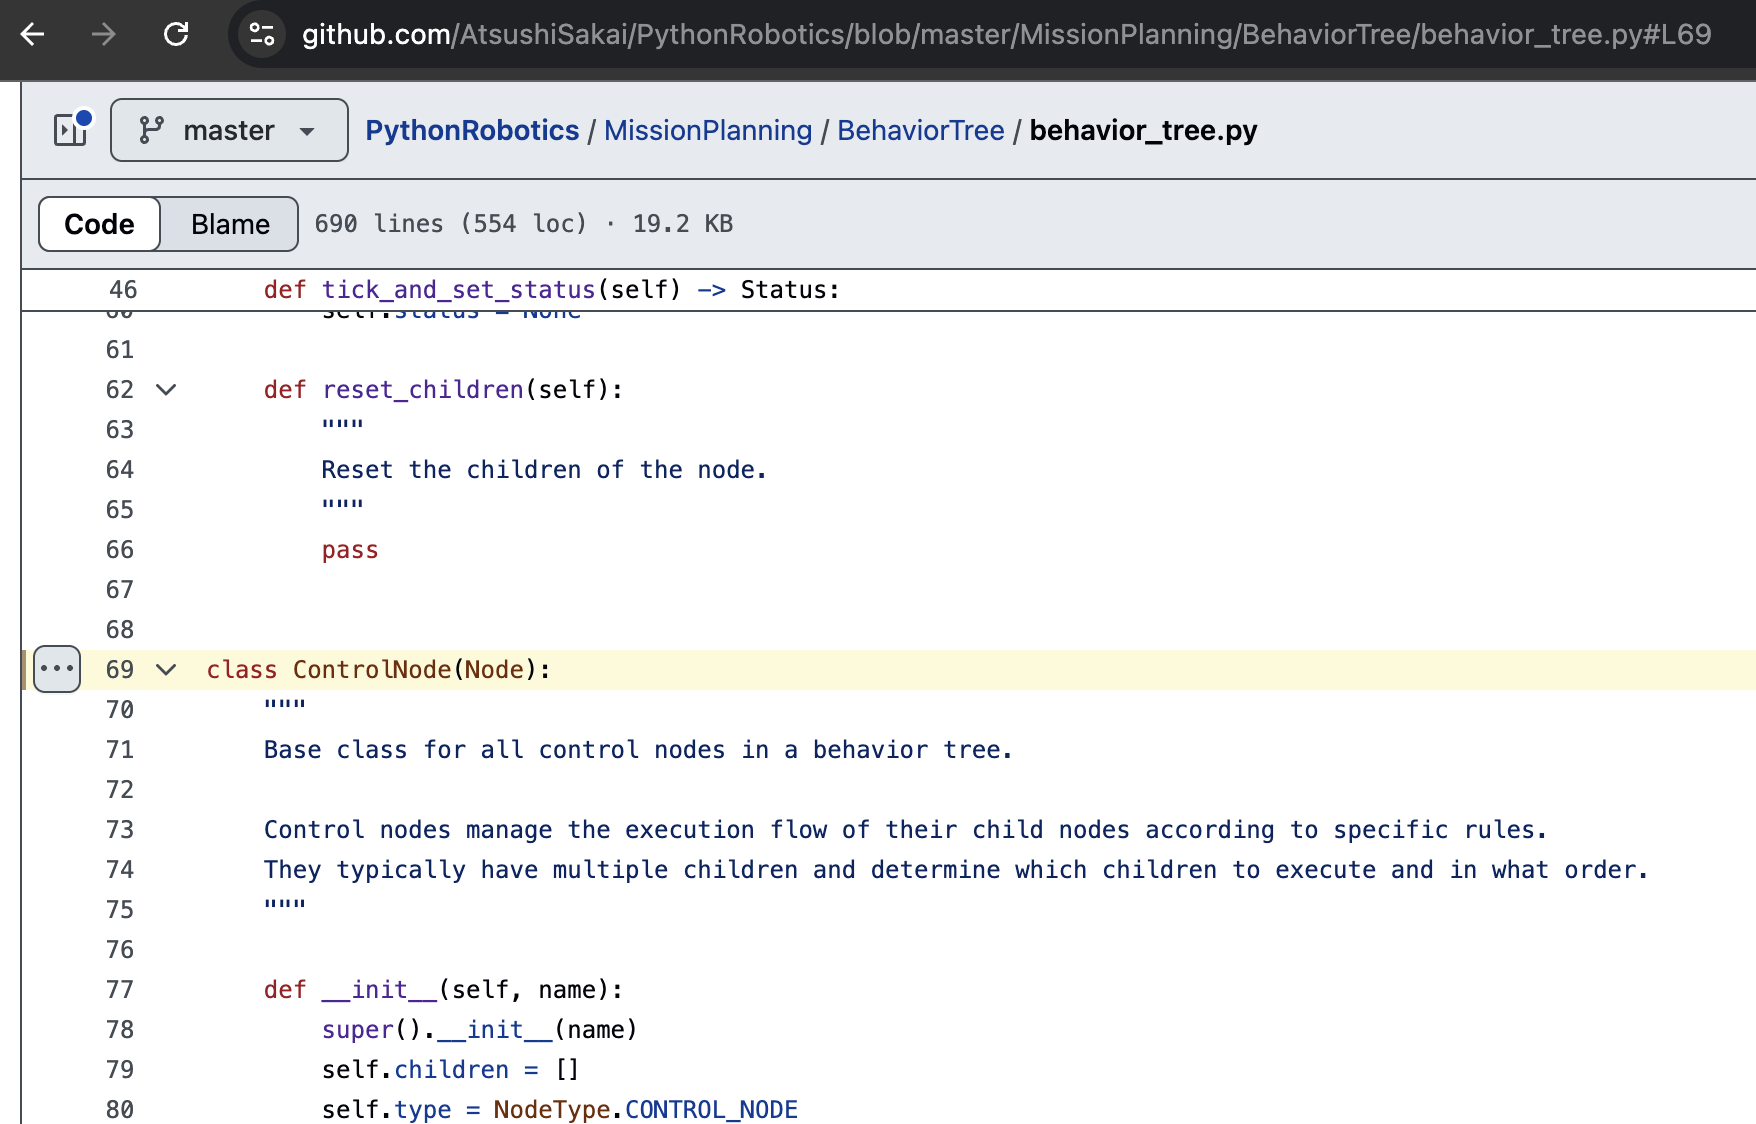 github.com/AtsushiSakai/PythonRobotics/blob/master/MissionPlanning/BehaviorTree/behavior_tree.py#L69
master PythonRobotics / MissionPlanning / BehaviorTree / behavior_tree.py
Code Blame 690 lines (554 loc) · 19.2 KB
46 def tick_and_set_status(self) -> Status:
60 self.status = None
61
62 def reset_children(self):
63 """
64 Reset the children of the node.
65 """
66 pass
67
68
69 class ControlNode(Node):
70 """
71 Base class for all control nodes in a behavior tree.
72
73 Control nodes manage the execution flow of their child nodes according to specific rules.
74 They typically have multiple children and determine which children to execute and in what order.
75 """
76
77 def __init__(self, name):
78 super().__init__(name)
79 self.children = []
80 self.type = NodeType.CONTROL_NODE